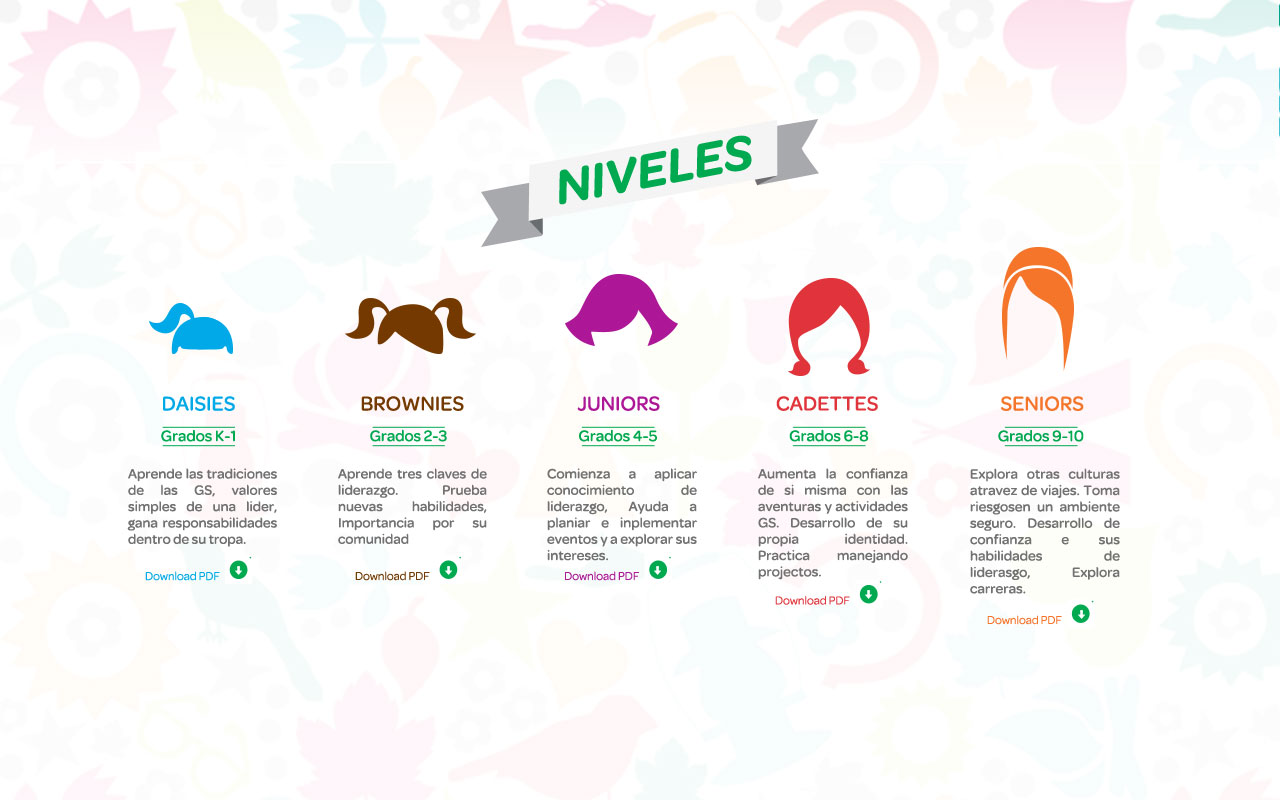 NIVELES
DAISIES
Grados K-1
Aprende las tradiciones
de las GS, valores
simples de una lider,
gana responsabilidades
dentro de su tropa.
Download PDF
BROWNIES
Grados 2-3
Aprende tres claves de
liderazgo. Prueba
nuevas habilidades,
Importancia por su
comunidad
Download PDF
JUNIORS
Grados 4-5
Comienza a aplicar
conocimiento de
liderazgo, Ayuda a
planiar e inplementar
eventos y a explorar sus
intereses.
Download PDF
CADETTES
Grados 6-8
Aumenta la confianza
de si misma con las
aventuras y actividades
GS. Desarrollo de su
propia identidad.
Practica manejando
projectos.
Download PDF
SENIORS
Grados 9-10
Explora otras culturas
atravez de viajes. Toma
riesgosen un ambiente
seguro. Desarrollo de
confianza e sus
habilidades de
liderasgo, Explora
carreras.
Download PDF